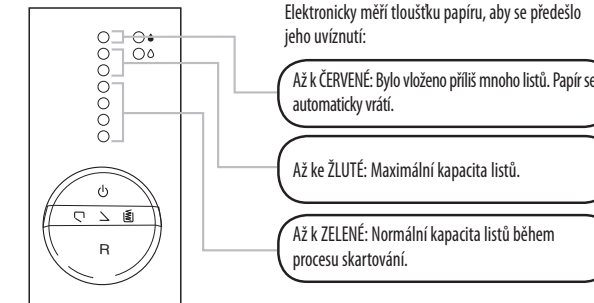 Elektronicky měří tloušťku papíru, aby se předešlo
jeho uvíznutí:
Až k ČERVENÉ: Bylo vloženo příliš mnoho listů. Papír se
automaticky vrátí.
Až ke ŽLUTÉ: Maximální kapacita listů.
Až k ZELENÉ: Normální kapacita listů během
procesu skartování.
R